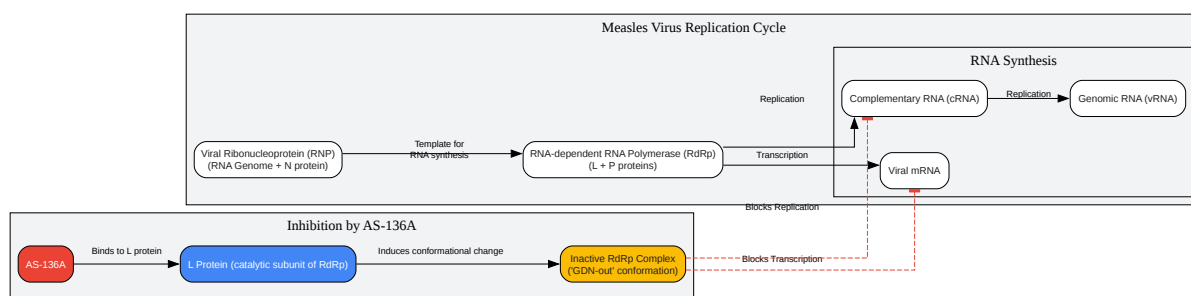 Measles Virus Replication Cycle
RNA Synthesis
Replication
Complementary RNA (cRNA)
Replication
Genomic RNA (vRNA)
Viral Ribonucleoprotein (RNP)
(RNA Genome + N protein)
Template for
RNA synthesis
RNA-dependent RNA Polymerase (RdRp)
(L + P proteins)
Transcription
Viral mRNA
Blocks Replication
Inhibition by AS-136A
AS-136A
Binds to L protein
L Protein (catalytic subunit of RdRp)
Induces conformational change
Inactive RdRp Complex
('GDN-out' conformation)
Blocks Transcription